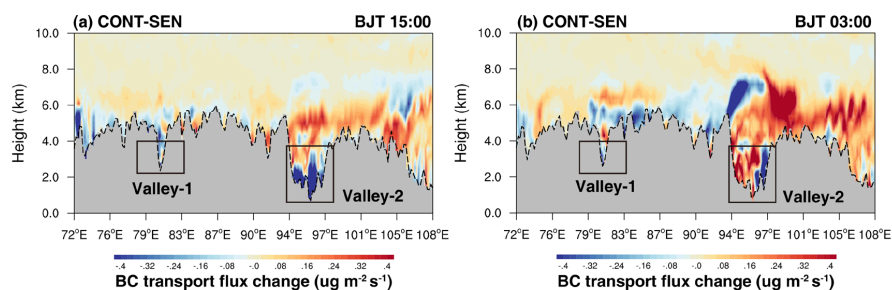 (a) CONT-SEN BJT 15:00
10.0
8.0
6.0
4.0
2.0
0.0
Height (km)
Valley-1
Valley-2
72°E 76°E 79°E 83°E 87°E 90°E 94°E 97°E 101°E 105°E 108°E
-.4 -.32 -.24 -.16 -.08 -.0 .08 .16 .24 .32 .4
BC transport flux change (ug m-2 s-1)
(b) CONT-SEN BJT 03:00
10.0
8.0
6.0
4.0
2.0
0.0
Height (km)
Valley-1
Valley-2
72°E 76°E 79°E 83°E 87°E 90°E 94°E 97°E 101°E 105°E 108°E
-.4 -.32 -.24 -.16 -.08 -.0 .08 .16 .24 .32 .4
BC transport flux change (ug m-2 s-1)